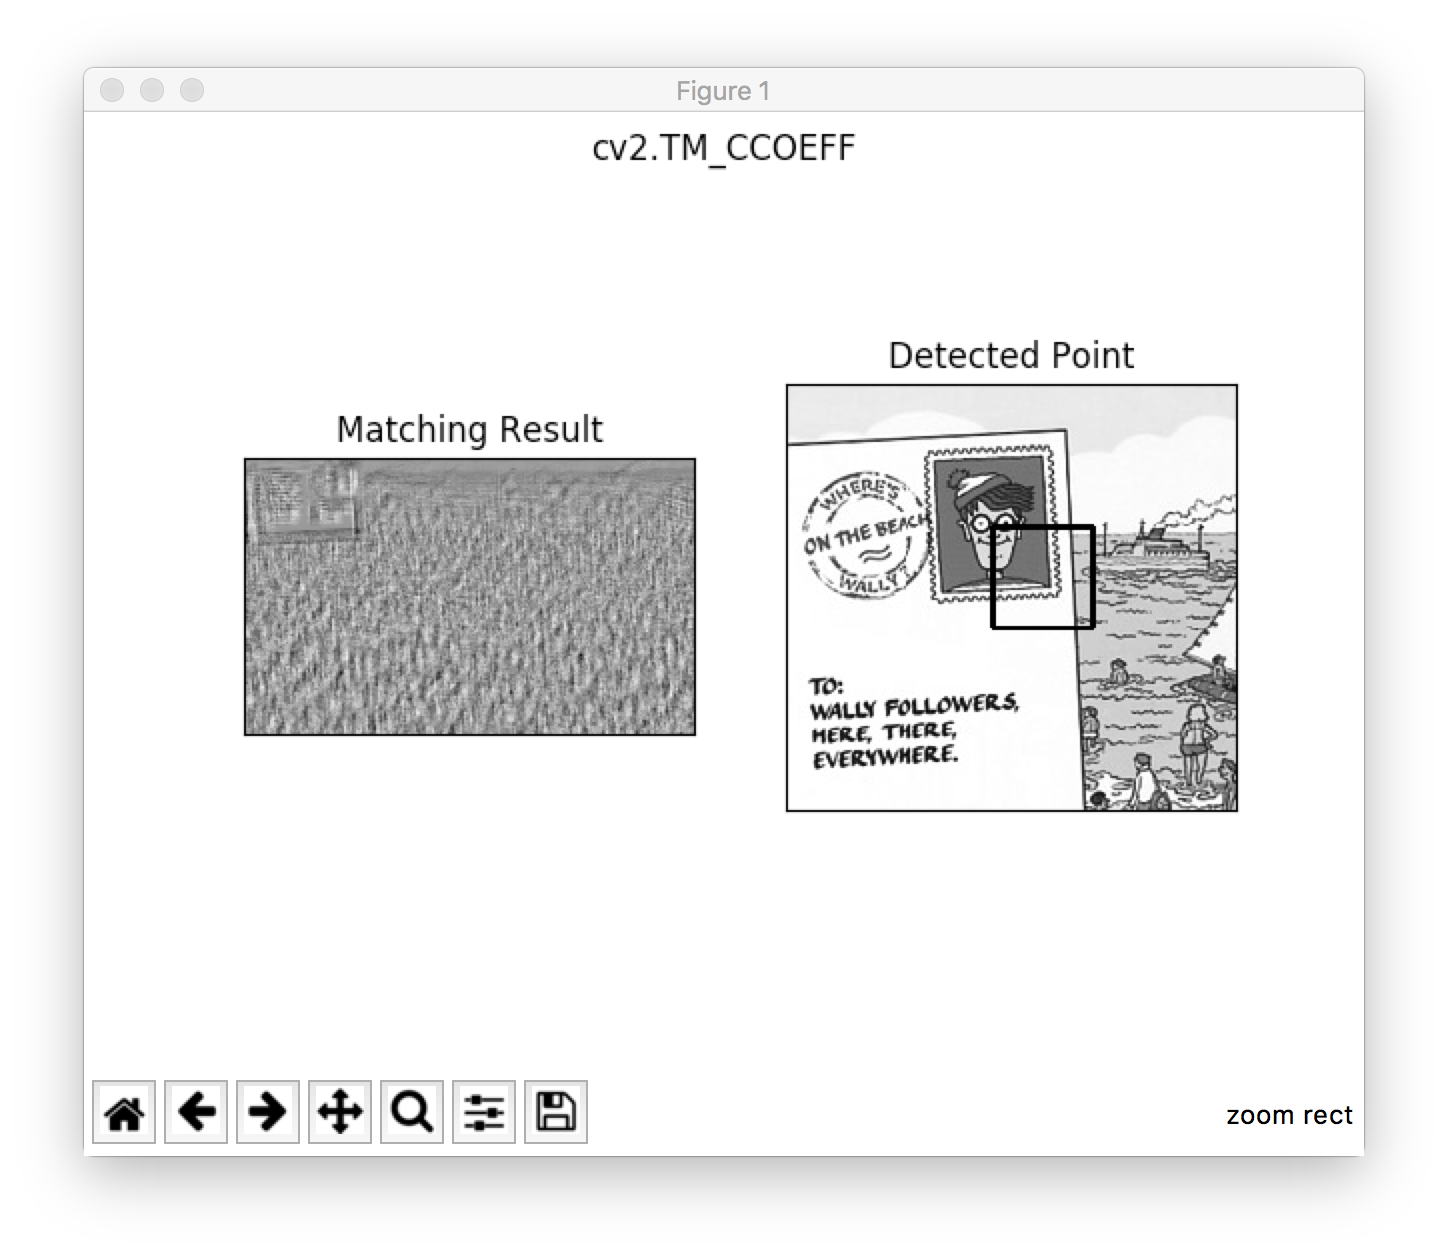 Figure 1
cv2.TM_CCOEFF
Matching Result
Detected Point
WHERE'S
ON THE BEACH
WALLY?
TO:
WALLY FOLLOWERS,
HERE, THERE,
EVERYWHERE.
zoom rect